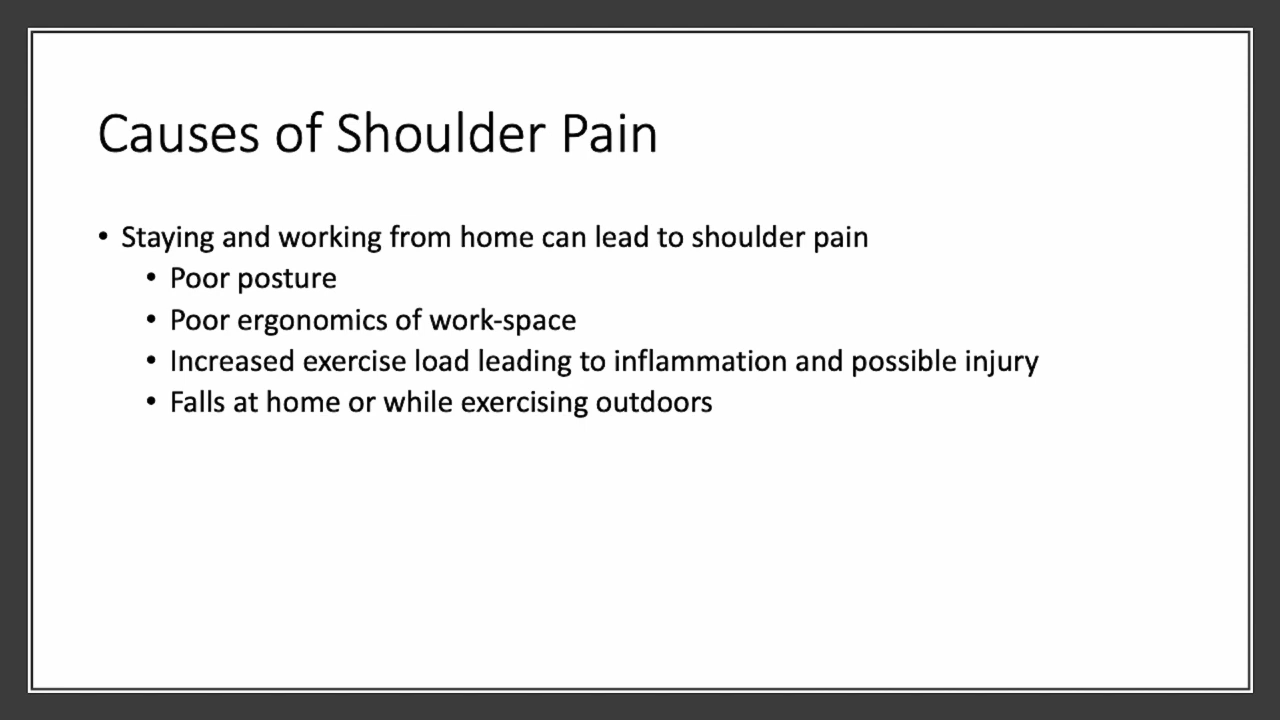 Causes of Shoulder Pain
• Staying and working from home can lead to shoulder pain
• Poor posture
• Poor ergonomics of work-space
• Increased exercise load leading to inflammation and possible injury
• Falls at home or while exercising outdoors